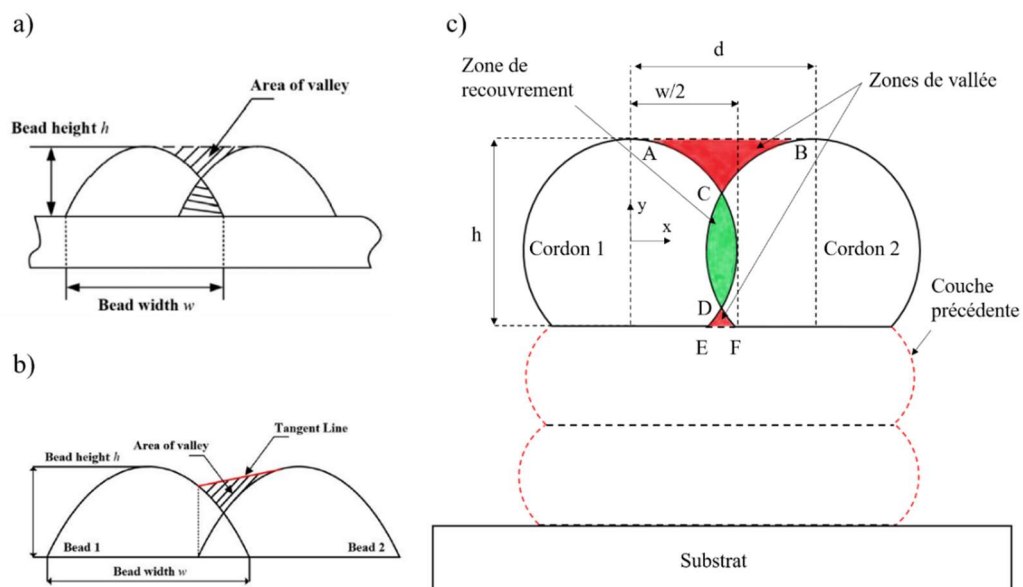 a)
Area of valley
Bead height h
Bead width w
b)
Tangent Line
Area of valley
Bead height h
Bead 1
Bead 2
Bead width w
c)
d
Zone de
recouvrement
w/2
Zones de vallée
A
B
C
y
x
h
Cordon 1
Cordon 2
Couche
précédente
D
E
F
Substrat